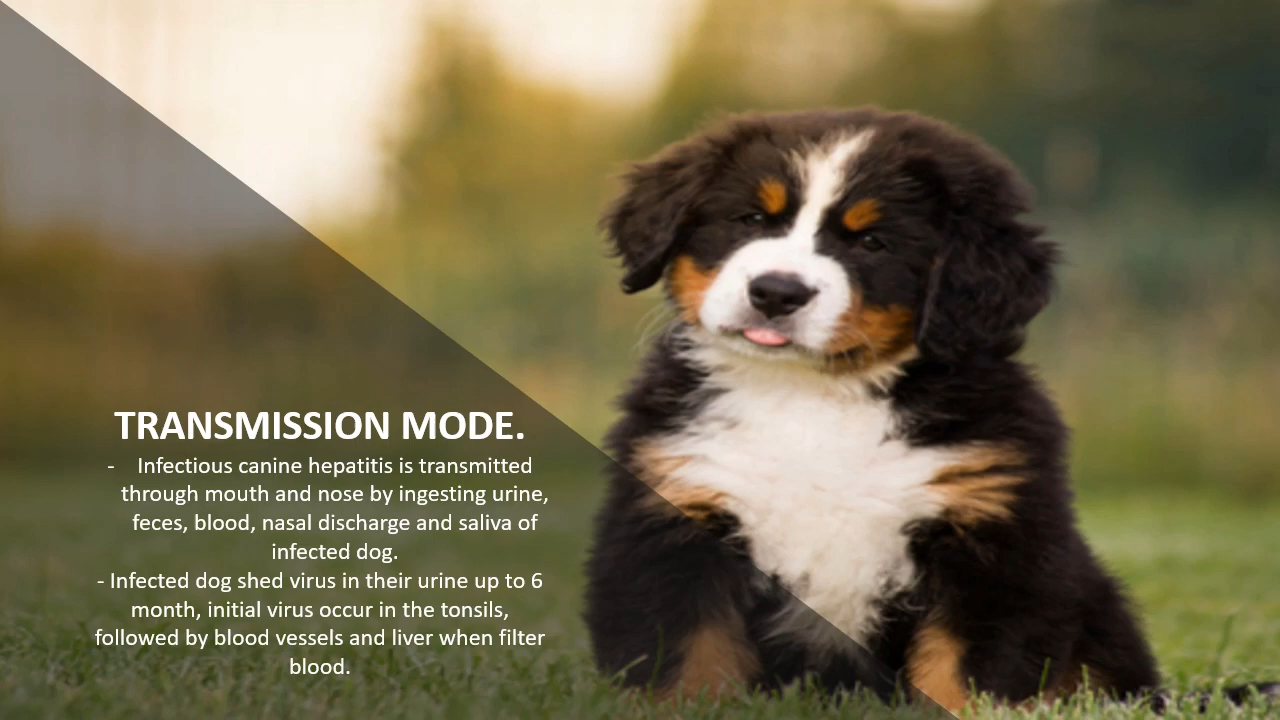 TRANSMISSION MODE.
- Infectious canine hepatitis is transmitted
through mouth and nose by ingesting urine,
feces, blood, nasal discharge and saliva of
infected dog.
- Infected dog shed virus in their urine up to 6
month, initial virus occur in the tonsils,
followed by blood vessels and liver when filter
blood.